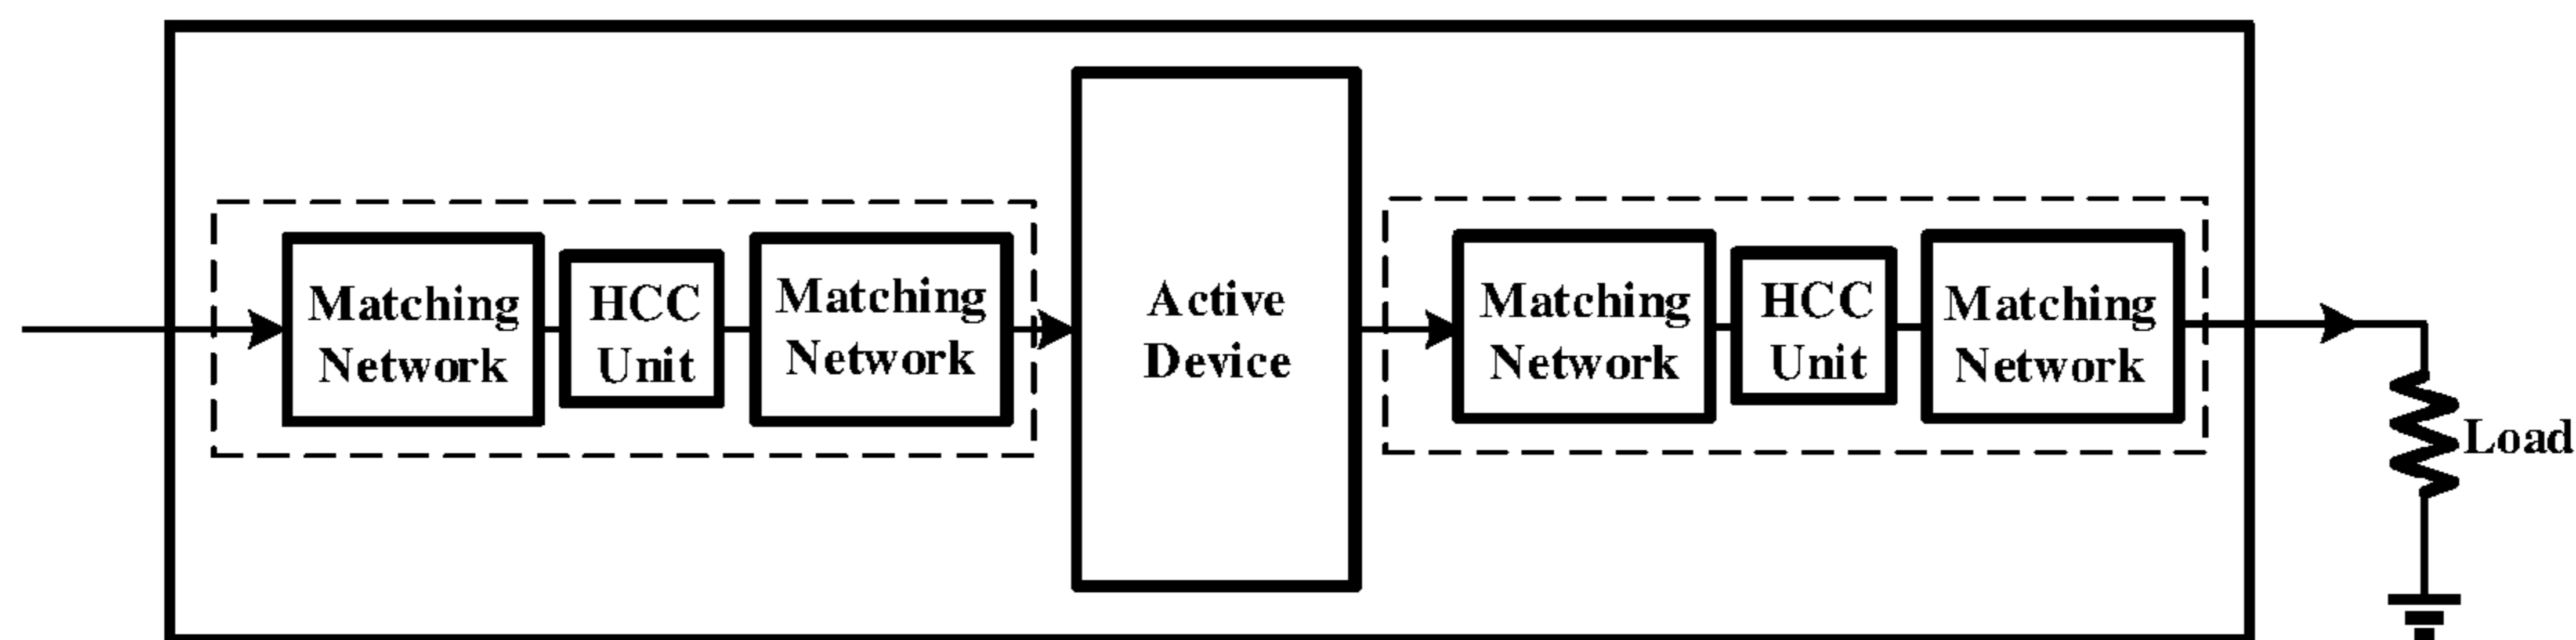 Matching
Network
HCC
Unit
Matching
Network
Active
Device
Matching
Network
HCC
Unit
Matching
Network
Load